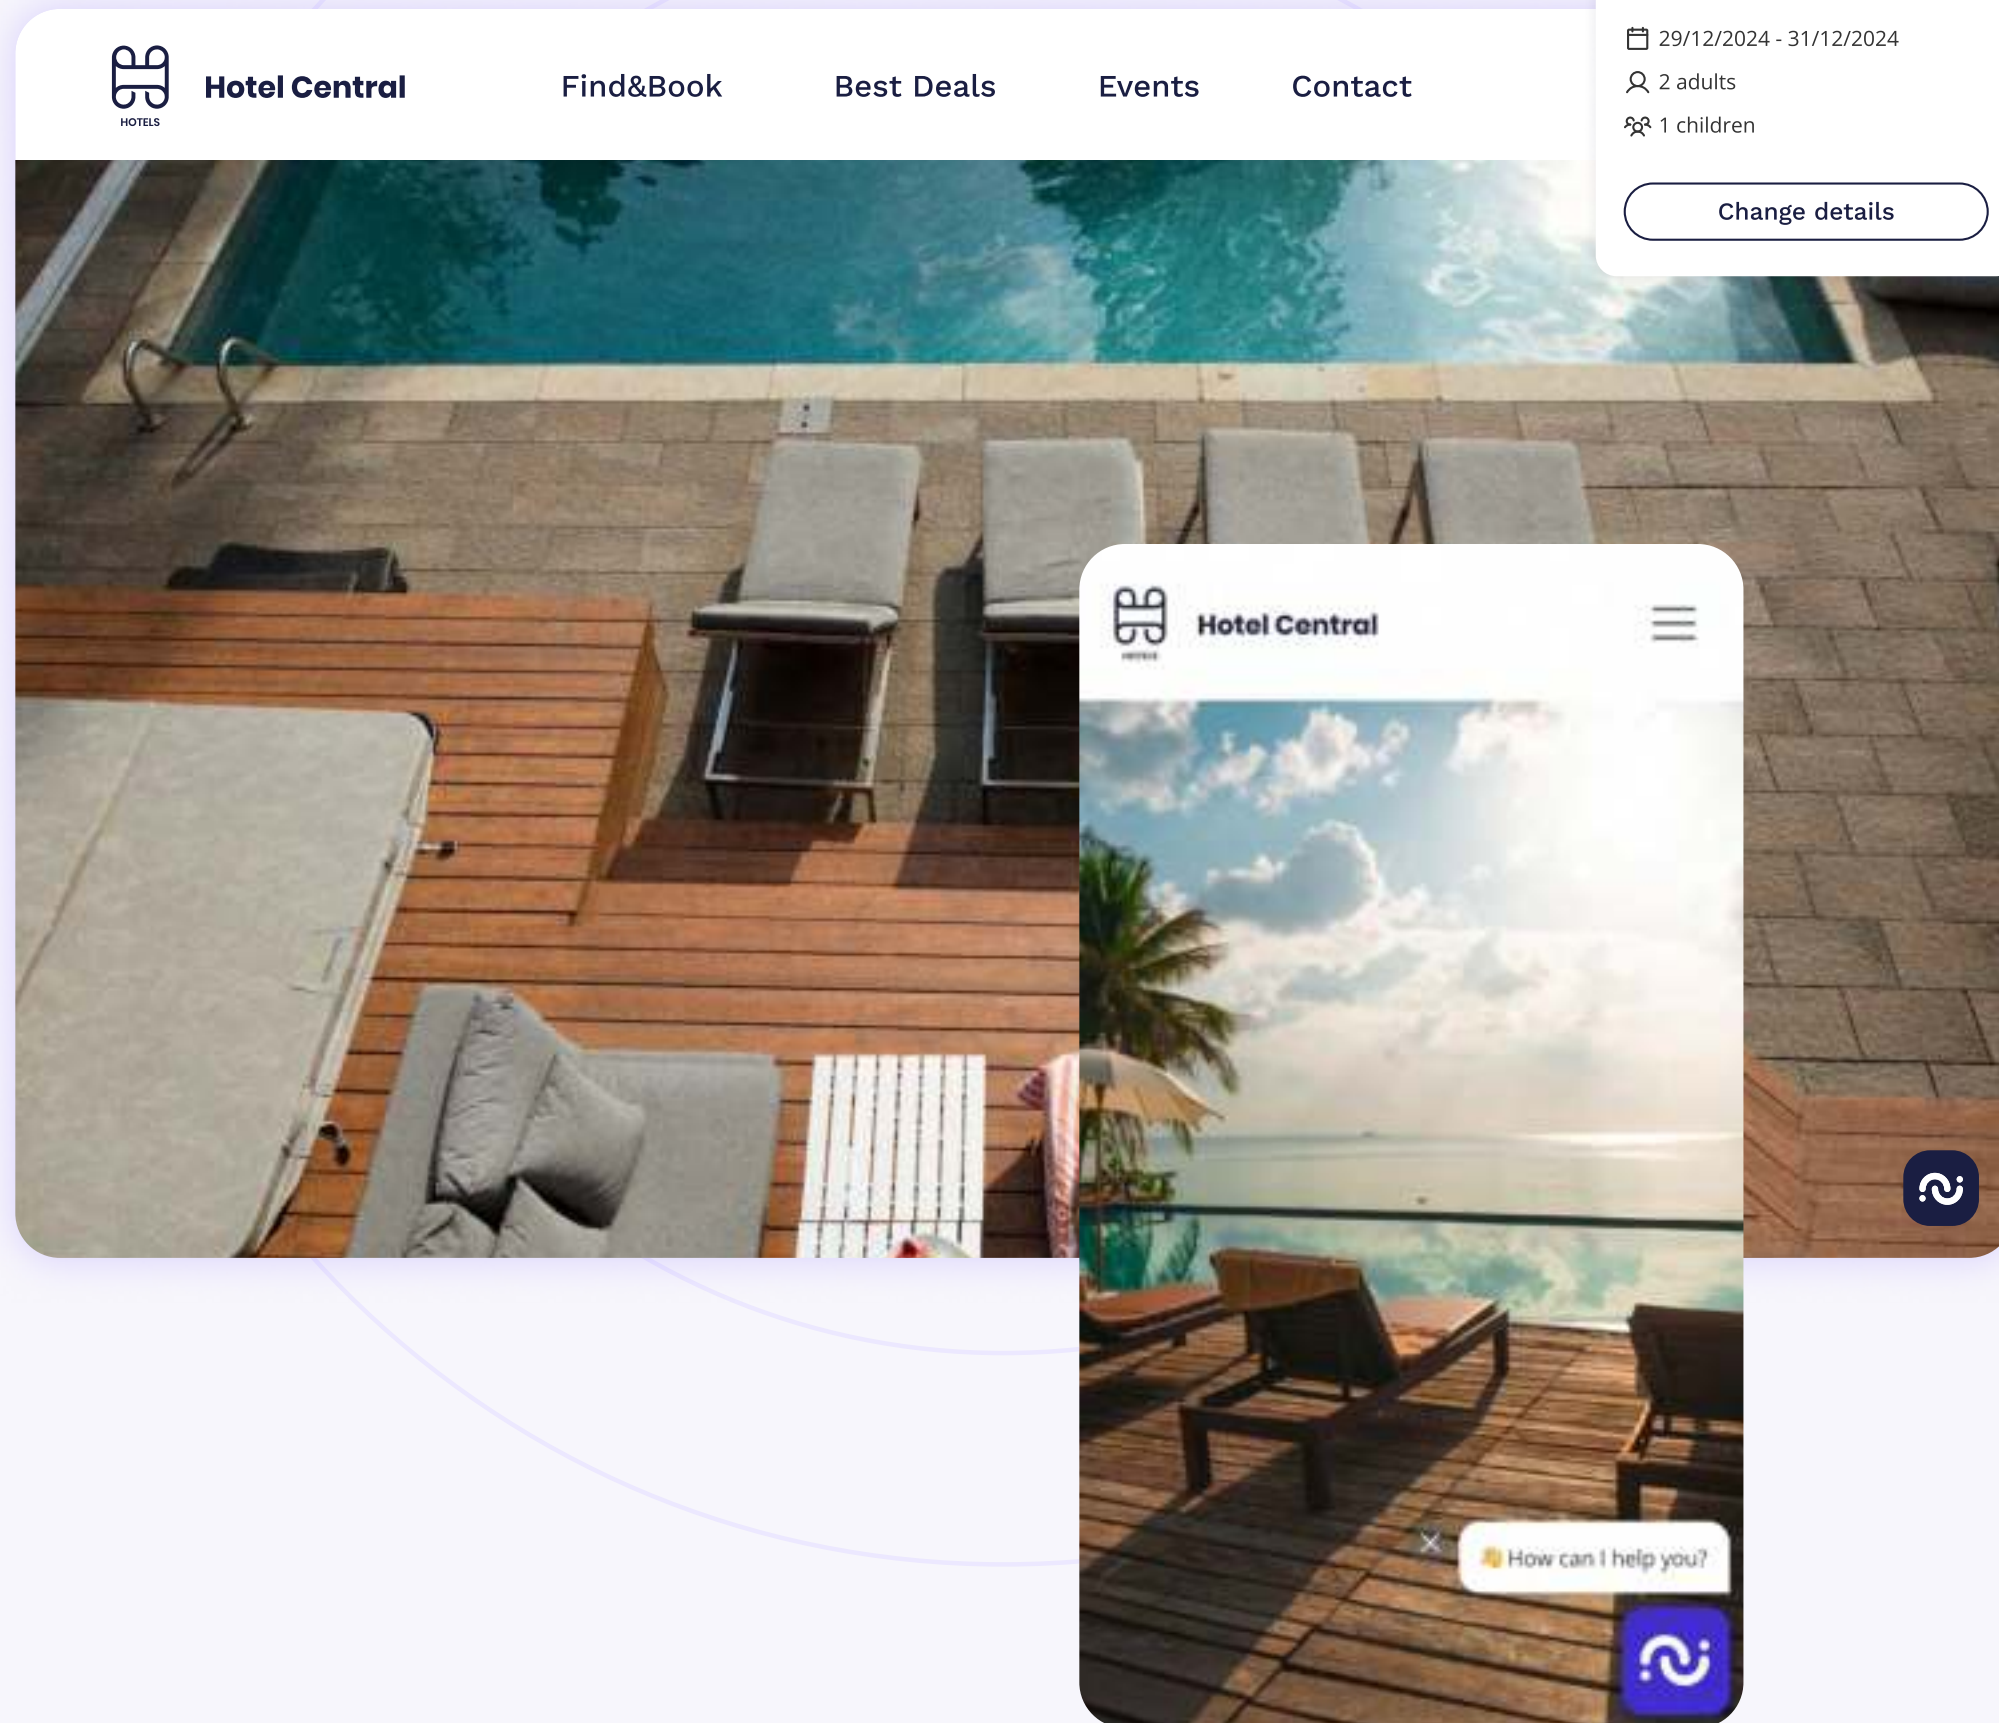 HOTELS
Hotel Central
Find&Book
Best Deals
Events
Contact
29/12/2024 - 31/12/2024
2 adults
1 children
Change details
HOTELS
Hotel Central
👋 How can I help you?